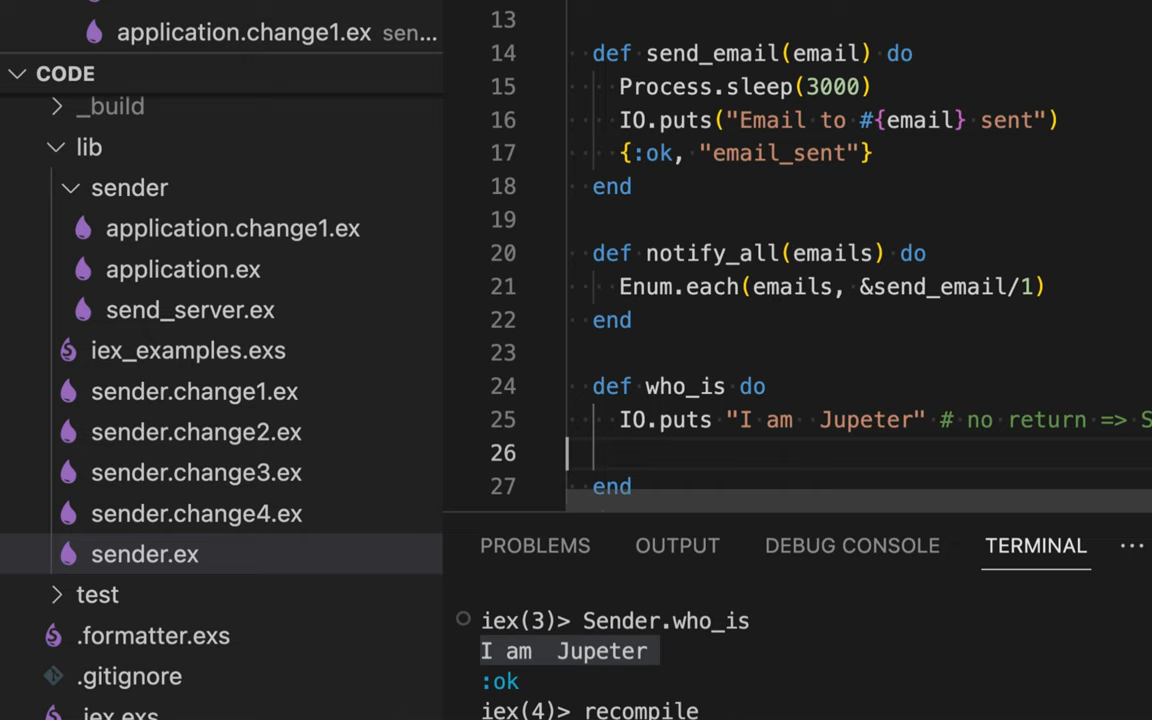 application.change1.ex sen...
CODE
_build
lib
sender
application.change1.ex
application.ex
send_server.ex
iex_examples.exs
sender.change1.ex
sender.change2.ex
sender.change3.ex
sender.change4.ex
sender.ex
test
.formatter.exs
.gitignore
.iex.exs
13
14 def send_email(email) do
15 Process.sleep(3000)
16 IO.puts("Email to #{email} sent")
17 {:ok, "email_sent"}
18 end
19
20 def notify_all(emails) do
21 Enum.each(emails, &send_email/1)
22 end
23
24 def who_is do
25 IO.puts "I am  Jupeter" # no return => S
26
27 end
PROBLEMS OUTPUT DEBUG CONSOLE TERMINAL ...
iex(3)> Sender.who_is
I am  Jupeter
:ok
iex(4)> recompile